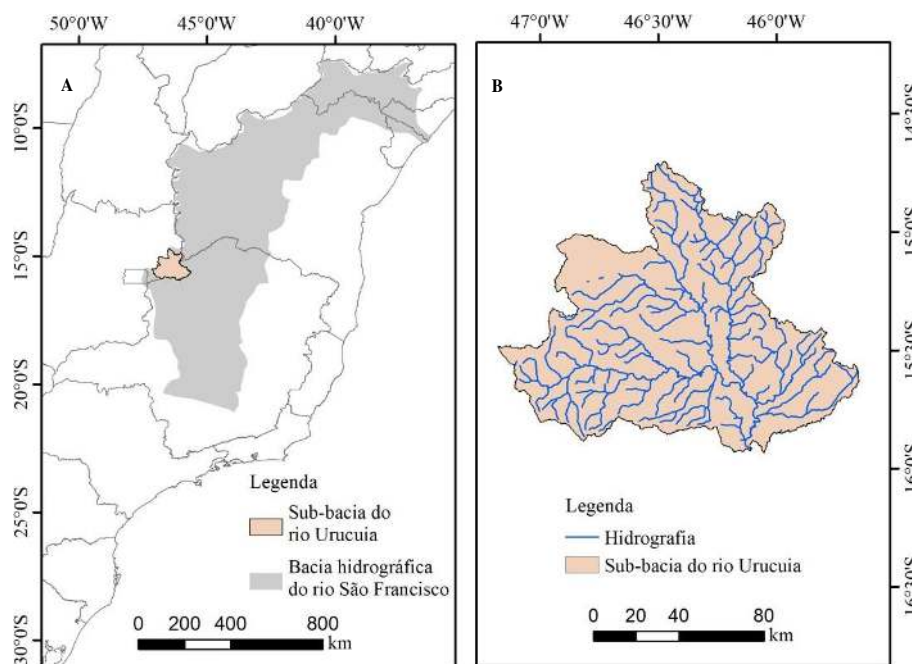 50°0'W 45°0'W 40°0'W
A
10°0'S
15°0'S
20°0'S
25°0'S
30°0'S
Legenda
Sub-bacia do
rio Urucuia
Bacia hidrográfica
do rio São Francisco
0 200 400 800
km
47°0'W 46°30'W 46°0'W
B
14°30'S
15°0'S
15°30'S
16°0'S
16°30'S
Legenda
Hidrografia
Sub-bacia do rio Urucuia
0 20 40 80
km